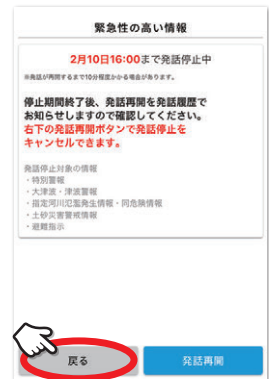 緊急性の高い情報
2月10日16:00まで発話停止中
※発話が再開するまで10分程度かかる場合があります。
停止期間終了後、発話再開を発話履歴で
お知らせしますので確認してください。
右下の発話再開ボタンで発話停止を
キャンセルできます。
発話停止対象の情報
・特別警報
・大津波・津波警報
・指定河川氾濫発生情報・同危険情報
・土砂災害警戒情報
・避難指示
戻る
発話再開